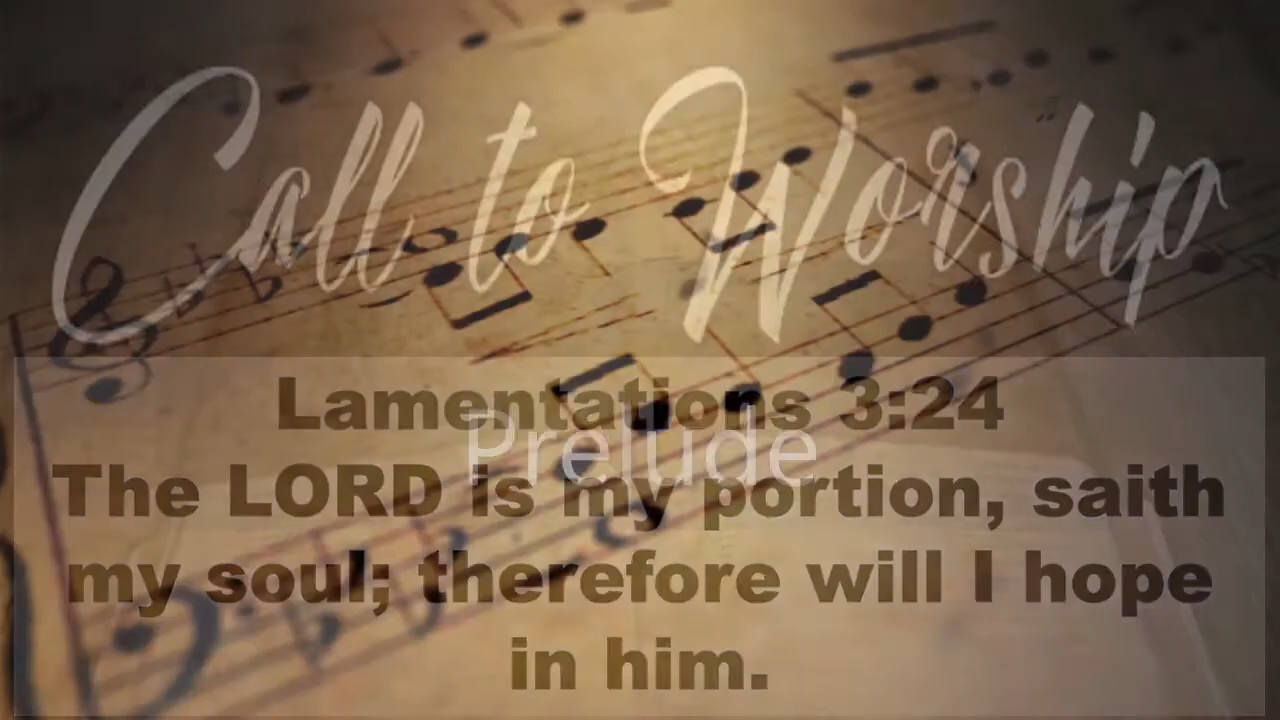 Call to Worship
Lamentations 3:24
Prelude
The LORD is my portion, saith
my soul; therefore will I hope
in him.